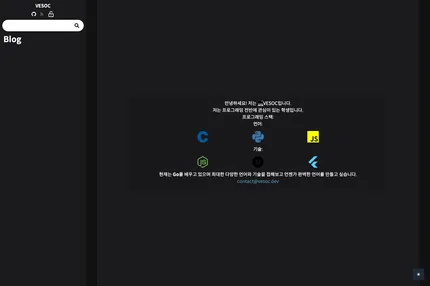 VESOC
Blog
안녕하세요! 저는 _VESOC입니다.
저는 프로그래밍 전반에 관심이 있는 학생입니다.
프로그래밍 스택:
언어:
C
JS
기술:
JS
현재는 Go를 배우고 있으며 최대한 다양한 언어와 기술을 접해보고 언젠가 완벽한 언어를 만들고 싶습니다.
contact@vesoc.dev